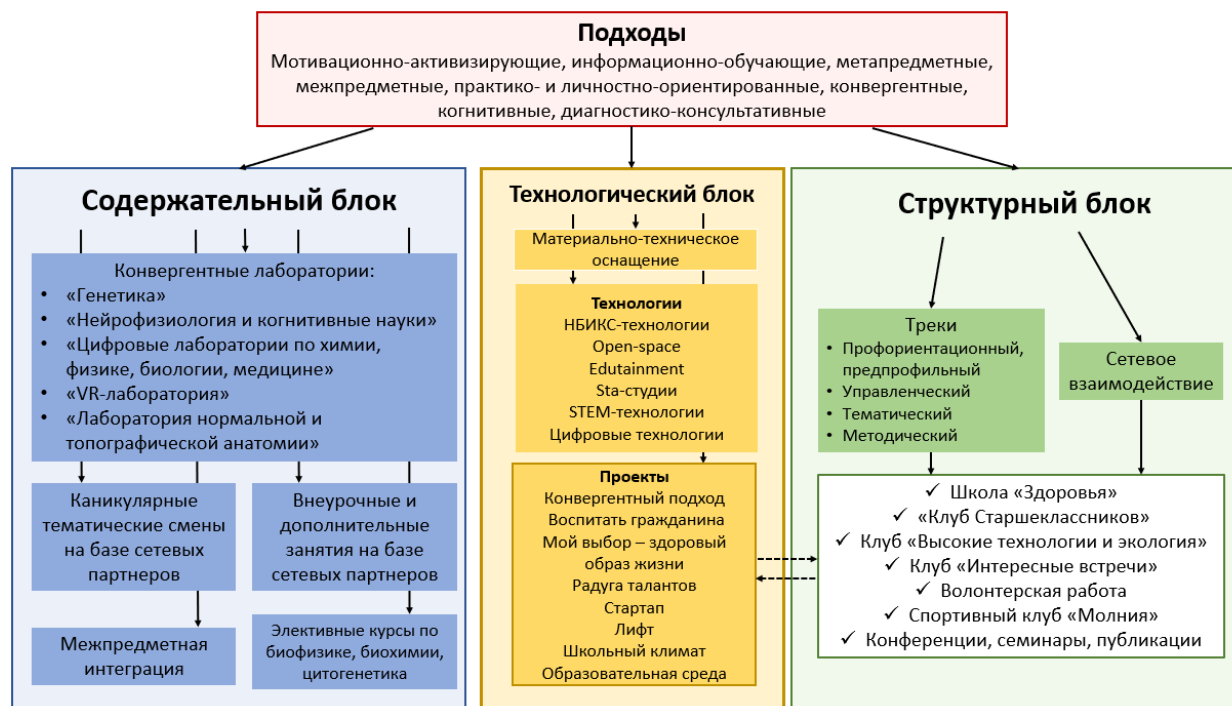 Подходы
Мотивационно-активизирующие, информационно-обучающие, метапредметные,
межпредметные, практико- и личностно-ориентированные, конвергентные,
когнитивные, диагностико-консультативные
Содержательный блок
Конвергентные лаборатории:
• «Генетика»
• «Нейрофизиология и когнитивные науки»
• «Цифровые лаборатории по химии,
физике, биологии, медицине»
• «VR-лаборатория»
• «Лаборатория нормальной и
топографической анатомии»
Каникулярные
тематические смены
на базе сетевых
партнеров
Внеурочные и
дополнительные
занятия на базе
сетевых партнеров
Межпредметная
интеграция
Элективные курсы по
биофизике, биохимии,
цитогенетика
Технологический блок
Материально-техническое
оснащение
Технологии
НБИКС-технологии
Open-space
Edutainment
Sta-студии
STEM-технологии
Цифровые технологии
Проекты
Конвергентный подход
Воспитать гражданина
Мой выбор – здоровый
образ жизни
Радуга талантов
Стартап
Лифт
Школьный климат
Образовательная среда
Структурный блок
Треки
• Профориентационный,
предпрофильный
• Управленческий
• Тематический
• Методический
Сетевое
взаимодействие
✓ Школа «Здоровья»
✓ «Клуб Старшеклассников»
✓ Клуб «Высокие технологии и экология»
✓ Клуб «Интересные встречи»
✓ Волонтерская работа
✓ Спортивный клуб «Молния»
✓ Конференции, семинары, публикации